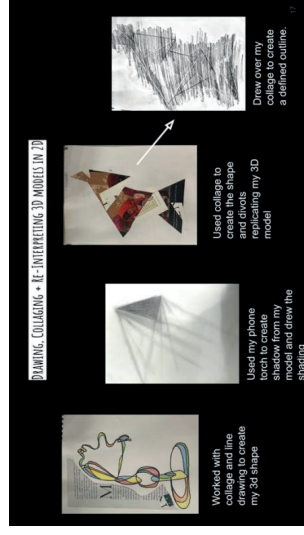 DRAWING, COLLAGING + RE-INTERPRETING 3D MODELS IN 2D
Worked with
collage and line
drawing to create
my 3d shape
Used my phone
torch to create
shadow from my
model and drew the
shading
Used collage to
create the shape
and divots
replicating my 3D
model
Drew over my
collage to create
a defined outline.
17